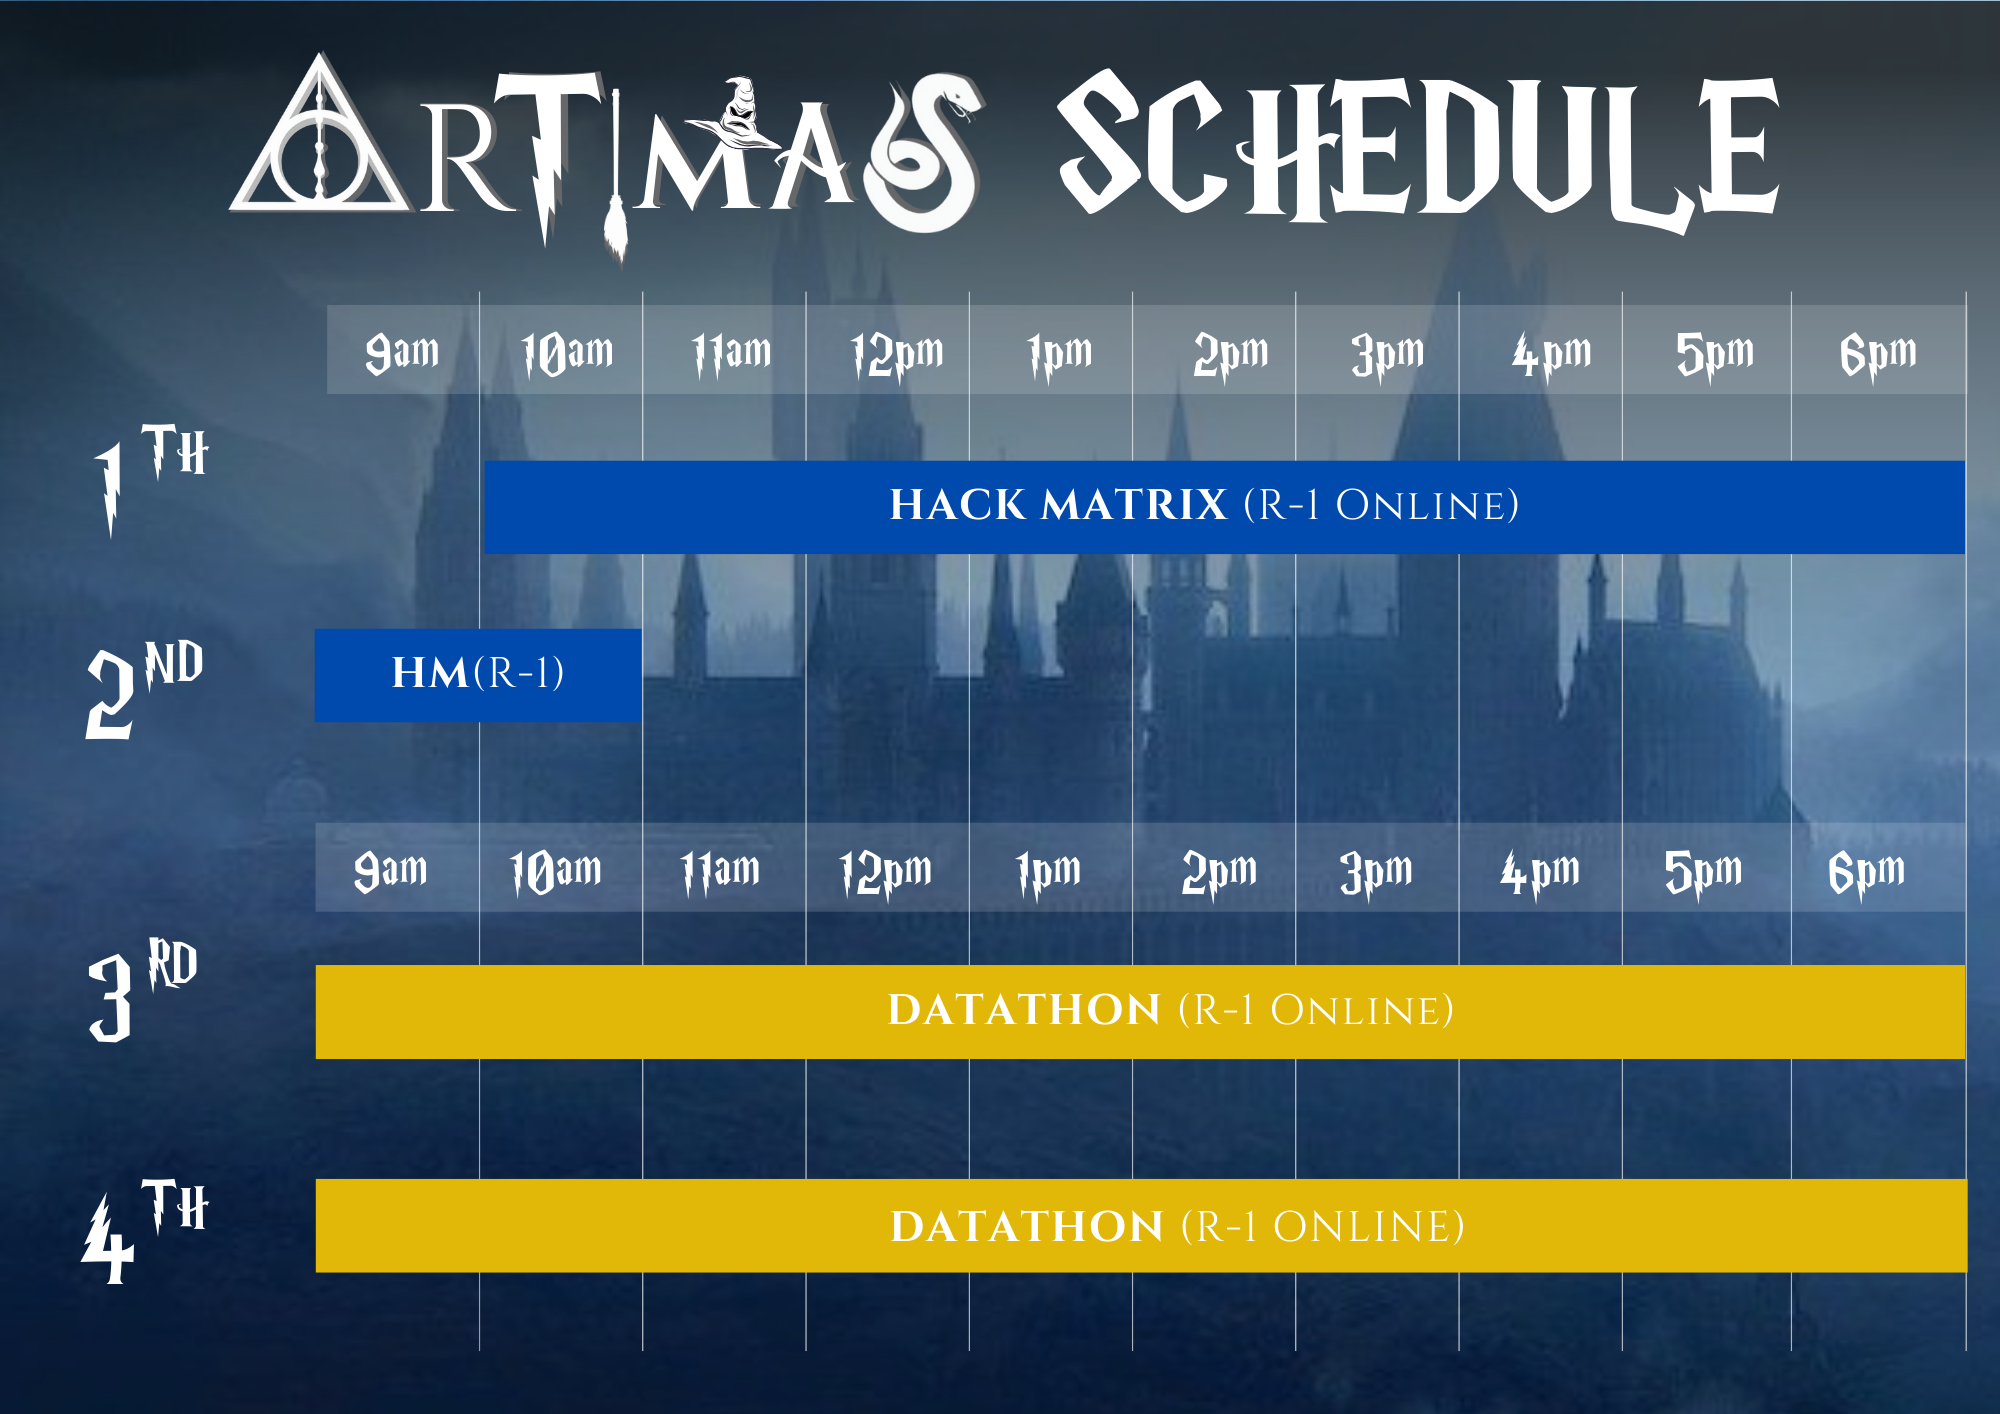 ARTIMAS SCHEDULE
9am 10am 11am 12pm 1pm 2pm 3pm 4pm 5pm 6pm
1TH
HACK MATRIX (R-1 ONLINE)
2ND
HM(R-1)
9am 10am 11am 12pm 1pm 2pm 3pm 4pm 5pm 6pm
3RD
DATATHON (R-1 ONLINE)
4TH
DATATHON (R-1 ONLINE)